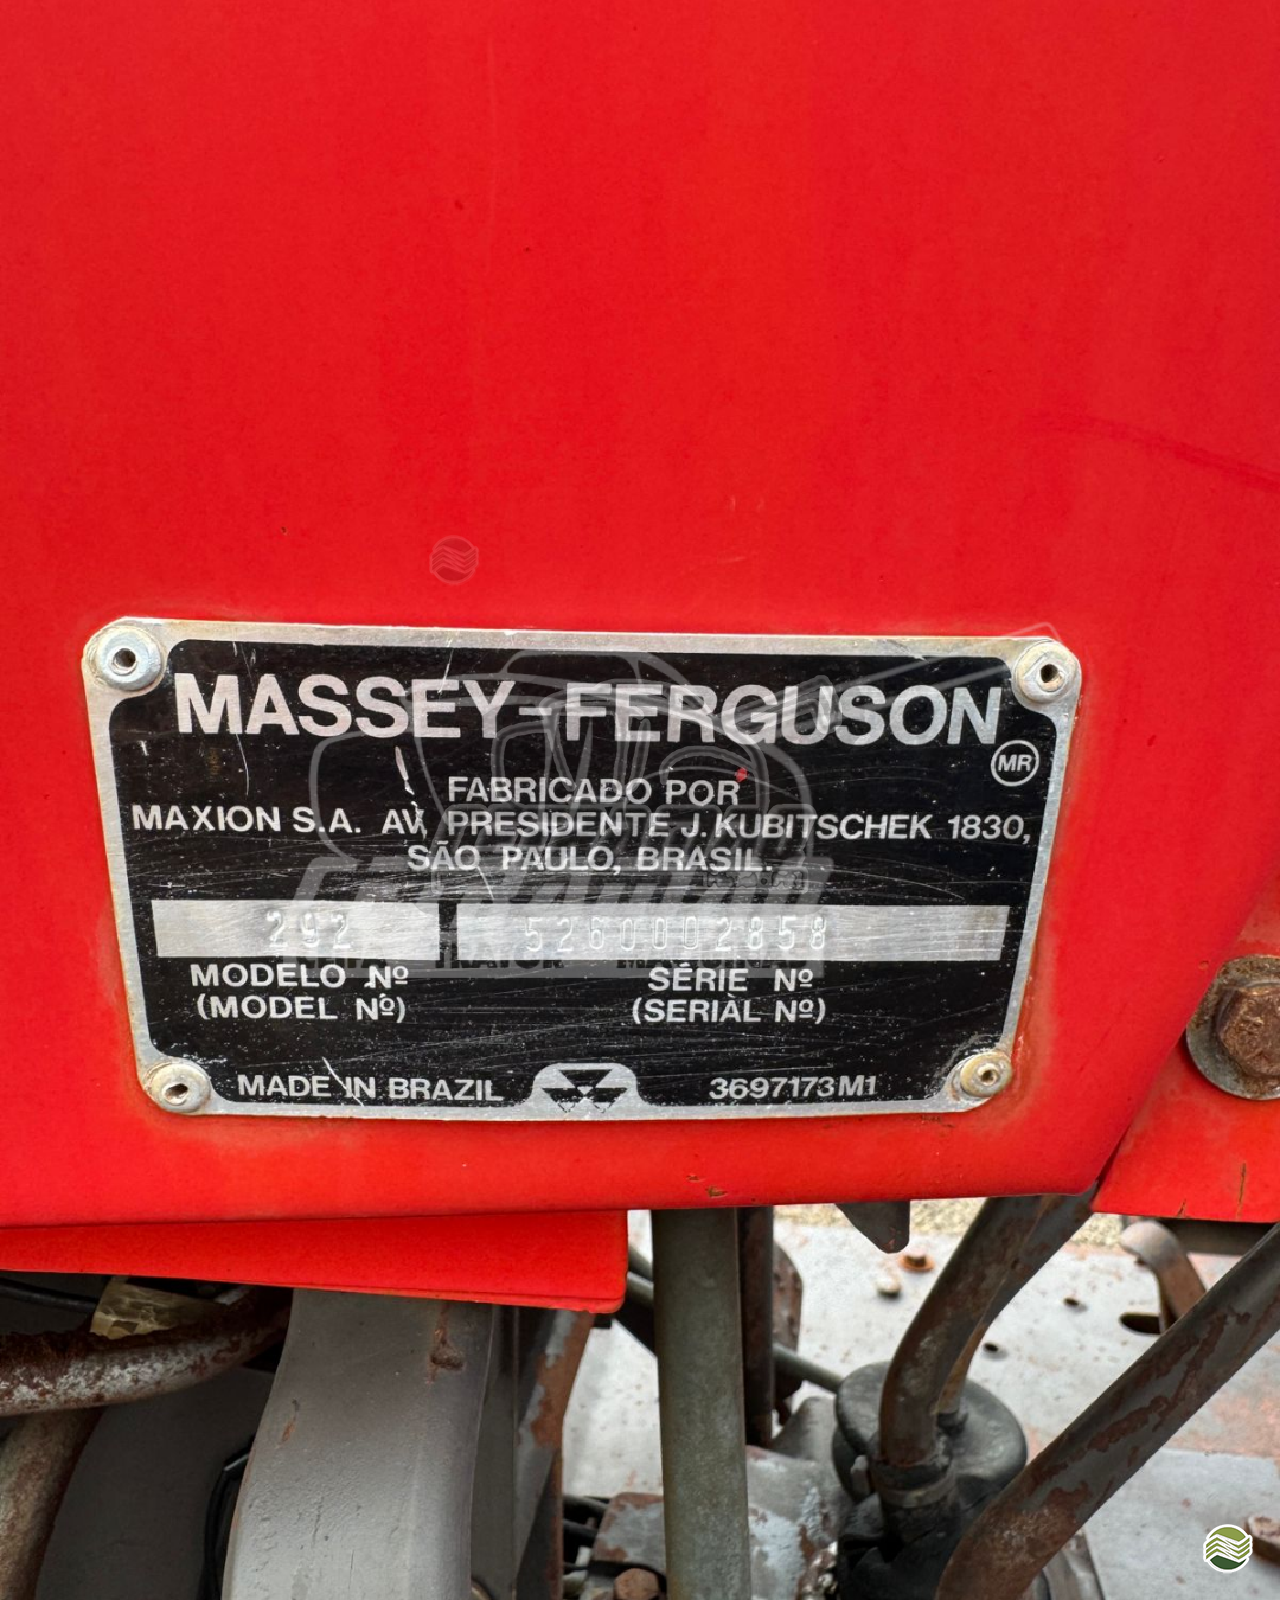 MASSEY-FERGUSON
MR
FABRICADO POR
MAXION S.A. AV. PRESIDENTE J. KUBITSCHEK 1830,
SÃO PAULO, BRASIL.
292 5260002858
MODELO Nº SÉRIE Nº
(MODEL Nº) (SERIAL Nº)
MADE IN BRAZIL 3697173M1